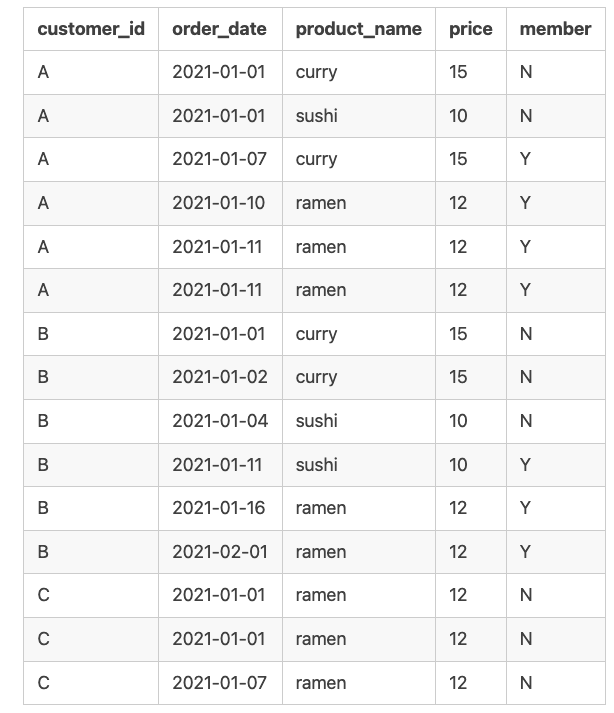 customer_id order_date product_name price member
A 2021-01-01 curry 15 N
A 2021-01-01 sushi 10 N
A 2021-01-07 curry 15 Y
A 2021-01-10 ramen 12 Y
A 2021-01-11 ramen 12 Y
A 2021-01-11 ramen 12 Y
B 2021-01-01 curry 15 N
B 2021-01-02 curry 15 N
B 2021-01-04 sushi 10 N
B 2021-01-11 sushi 10 Y
B 2021-01-16 ramen 12 Y
B 2021-02-01 ramen 12 Y
C 2021-01-01 ramen 12 N
C 2021-01-01 ramen 12 N
C 2021-01-07 ramen 12 N